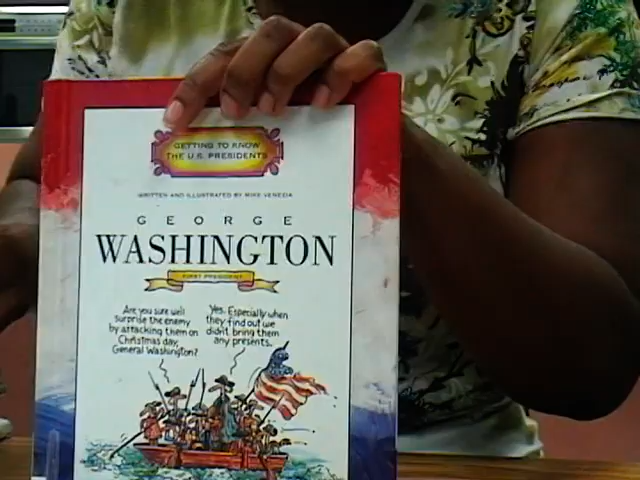 GETTING TO KNOW
THE U.S. PRESIDENTS
WRITTEN AND ILLUSTRATED BY MIKE VENEZIA
GEORGE
WASHINGTON
FIRST PRESIDENT
Are you sure we'll
surprise the enemy
by attacking them on
Christmas day,
General Washington?
Yes. Especially when
they find out we
didn't bring them
any presents.